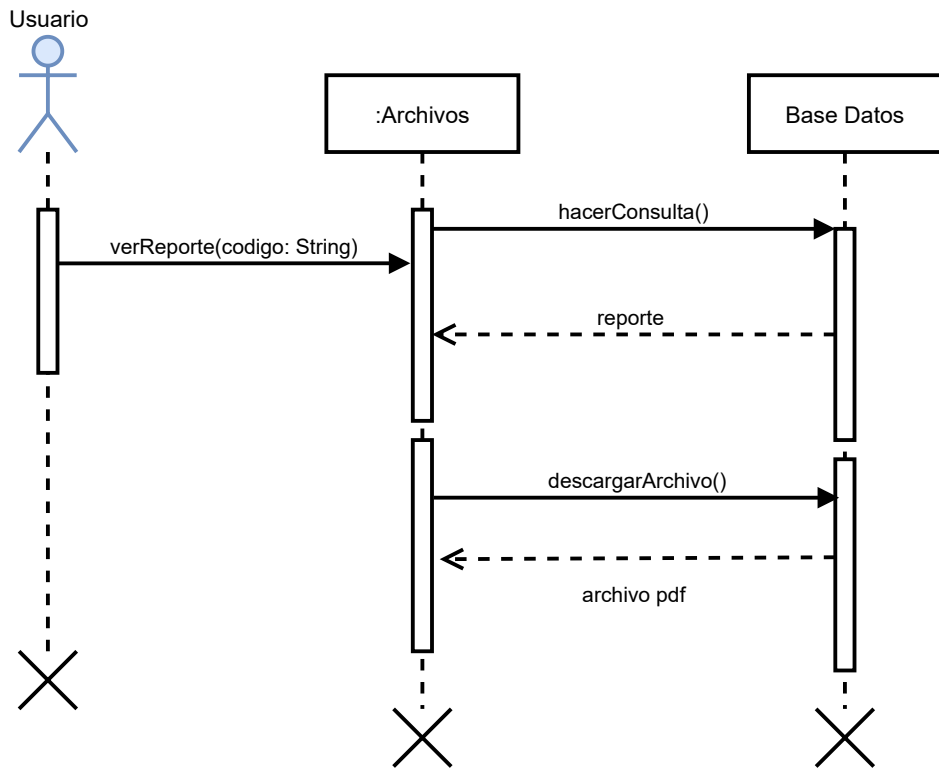 Usuario
:Archivos
Base Datos
hacerConsulta()
verReporte(codigo: String)
reporte
descargarArchivo()
archivo pdf